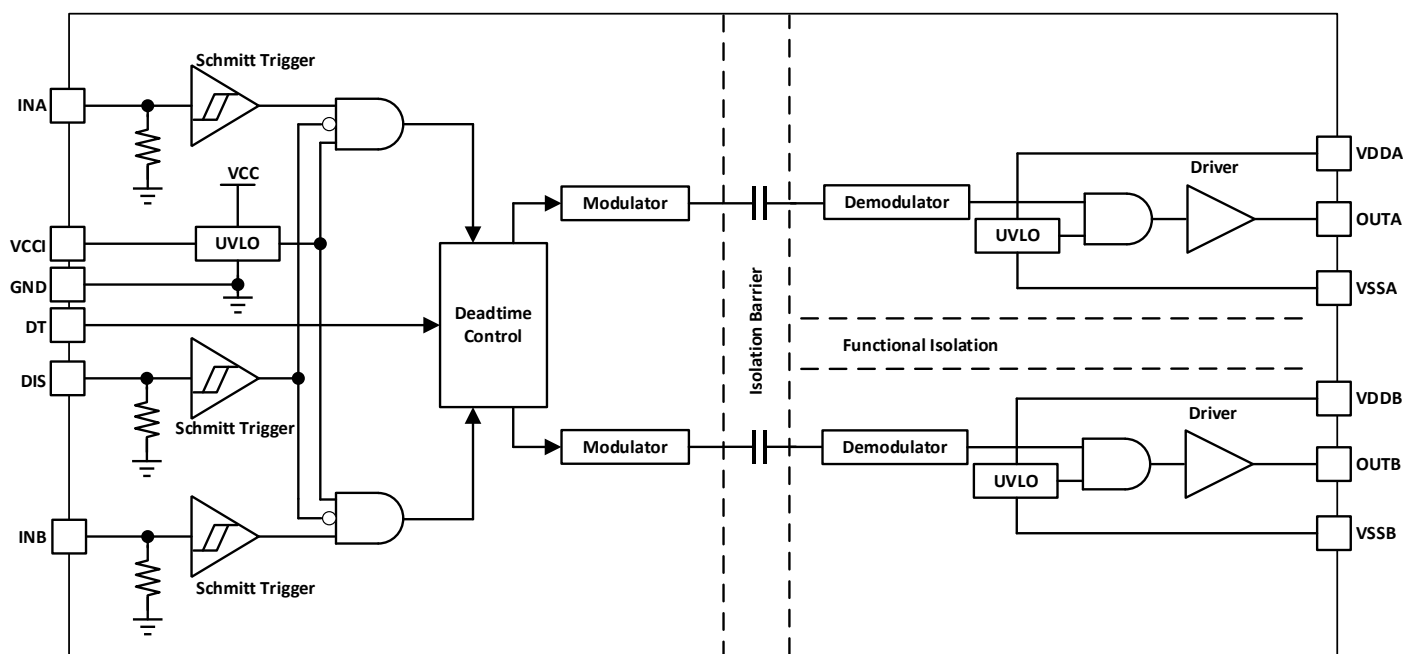 Schmitt Trigger
INA
VCC
VCCI
UVLO
GND
DT
DIS
Schmitt Trigger
INB
Schmitt Trigger
Deadtime
Control
Modulator
Modulator
Isolation Barrier
Demodulator
UVLO
Driver
VDDA
OUTA
VSSA
Functional Isolation
Demodulator
UVLO
Driver
VDDB
OUTB
VSSB